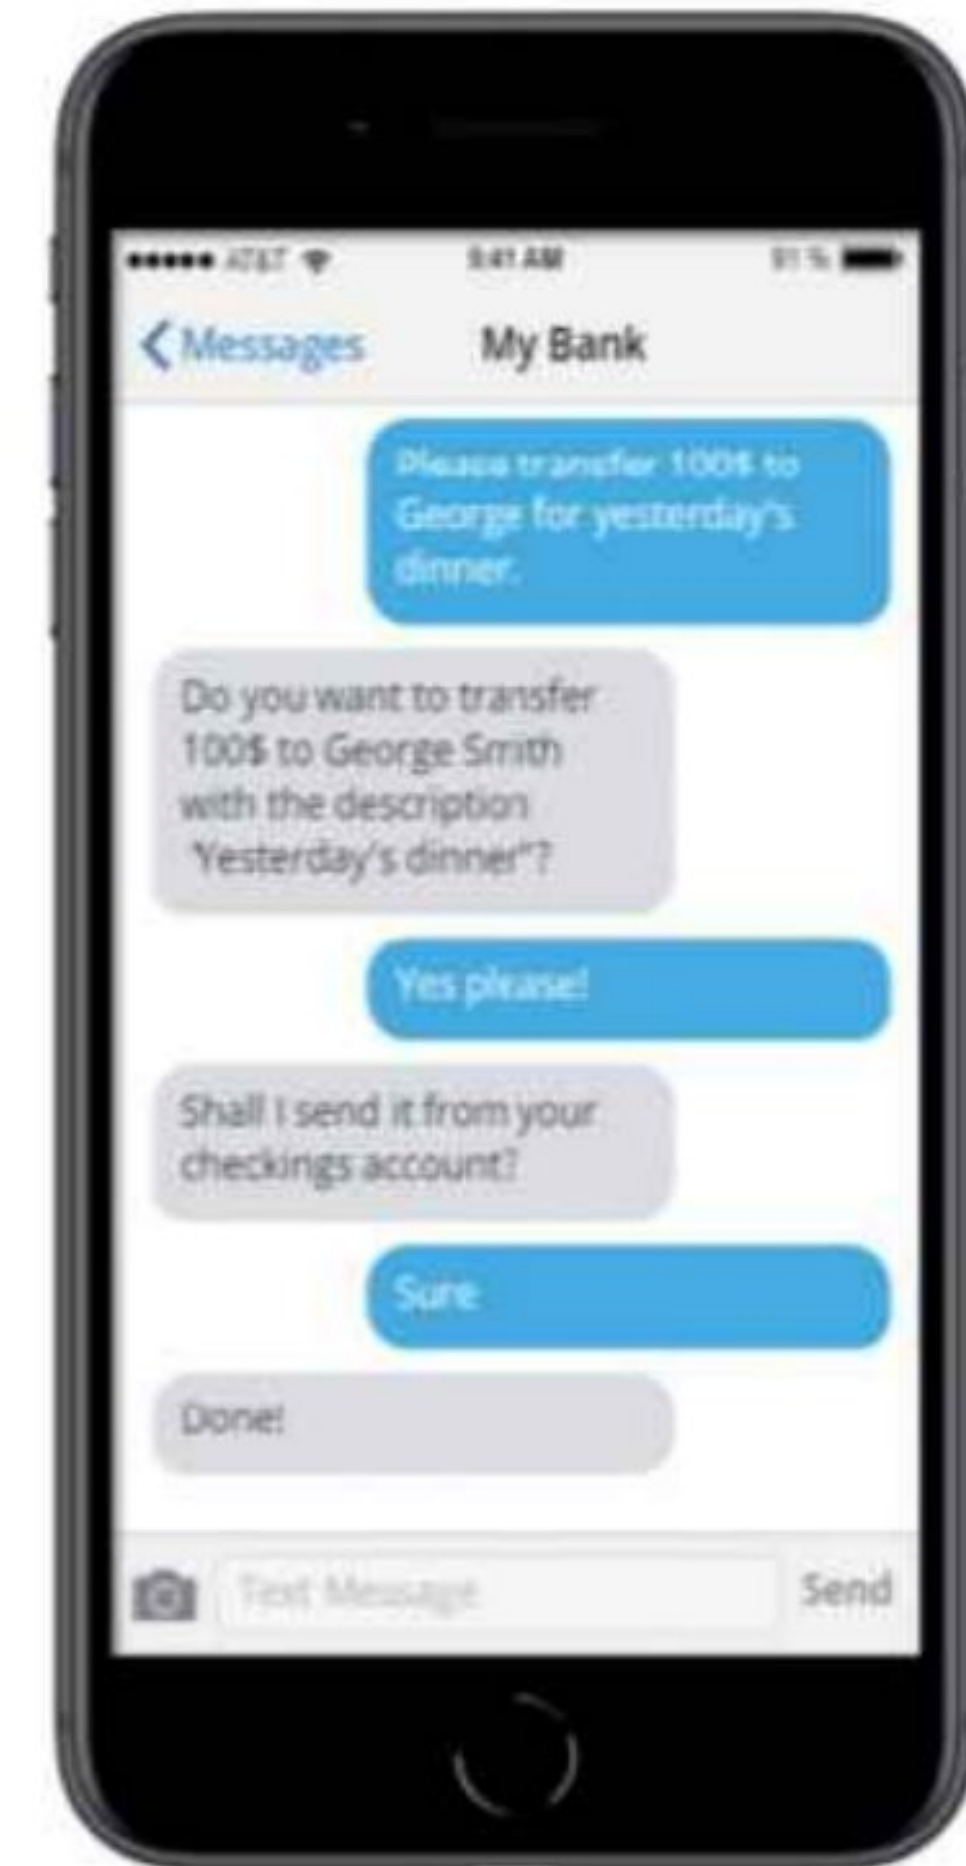 AT&T 9:41 AM 91 %
Messages My Bank
Please transfer 100$ to
George for yesterday's
dinner.
Do you want to transfer
100$ to George Smith
with the description
"Yesterday's dinner"?
Yes please!
Shall I send it from your
checkings account?
Sure
Done!
Text Message Send